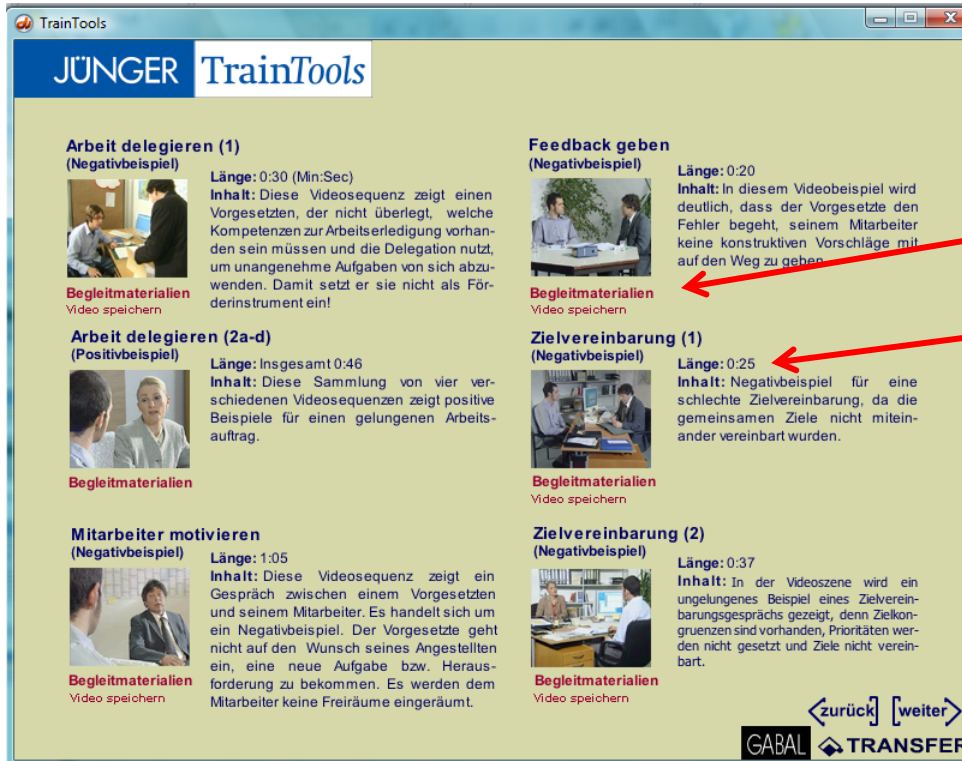 TrainTools
JÜNGER TrainTools
Arbeit delegieren (1)
(Negativbeispiel)
Länge: 0:30 (Min:Sec)
Inhalt: Diese Videosequenz zeigt einen
Vorgesetzten, der nicht überlegt, welche
Kompetenzen zur Arbeitserledigung vorhan-
den sein müssen und die Delegation nutzt,
um unangenehme Aufgaben von sich abzu-
wenden. Damit setzt er sie nicht als För-
derinstrument ein!
Begleitmaterialien
Video speichern
Arbeit delegieren (2a-d)
(Positivbeispiel)
Länge: Insgesamt 0:46
Inhalt: Diese Sammlung von vier ver-
schiedenen Videosequenzen zeigt positive
Beispiele für einen gelungenen Arbeits-
auftrag.
Begleitmaterialien
Mitarbeiter motivieren
(Negativbeispiel)
Länge: 1:05
Inhalt: Diese Videosequenz zeigt ein
Gespräch zwischen einem Vorgesetzten
und seinem Mitarbeiter. Es handelt sich um
ein Negativbeispiel. Der Vorgesetzte geht
nicht auf den Wunsch seines Angestellten
ein, eine neue Aufgabe bzw. Heraus-
forderung zu bekommen. Es werden dem
Mitarbeiter keine Freiräume eingeräumt.
Begleitmaterialien
Video speichern
Feedback geben
(Negativbeispiel)
Länge: 0:20
Inhalt: In diesem Videobeispiel wird
deutlich, dass der Vorgesetzte den
Fehler begeht, seinem Mitarbeiter
keine konstruktiven Vorschläge mit
auf den Weg zu geben.
Begleitmaterialien
Video speichern
Zielvereinbarung (1)
(Negativbeispiel)
Länge: 0:25
Inhalt: Negativbeispiel für eine
schlechte Zielvereinbarung, da die
gemeinsamen Ziele nicht mitein-
ander vereinbart wurden.
Begleitmaterialien
Video speichern
Zielvereinbarung (2)
(Negativbeispiel)
Länge: 0:37
Inhalt: In der Videoszene wird ein
ungelungenes Beispiel eines Zielverein-
barungsgesprächs gezeigt, denn Zielkon-
gruenzen sind vorhanden, Prioritäten wer-
den nicht gesetzt und Ziele nicht verein-
bart.
Begleitmaterialien
Video speichern
zurück weiter
GABAL TRANSFER